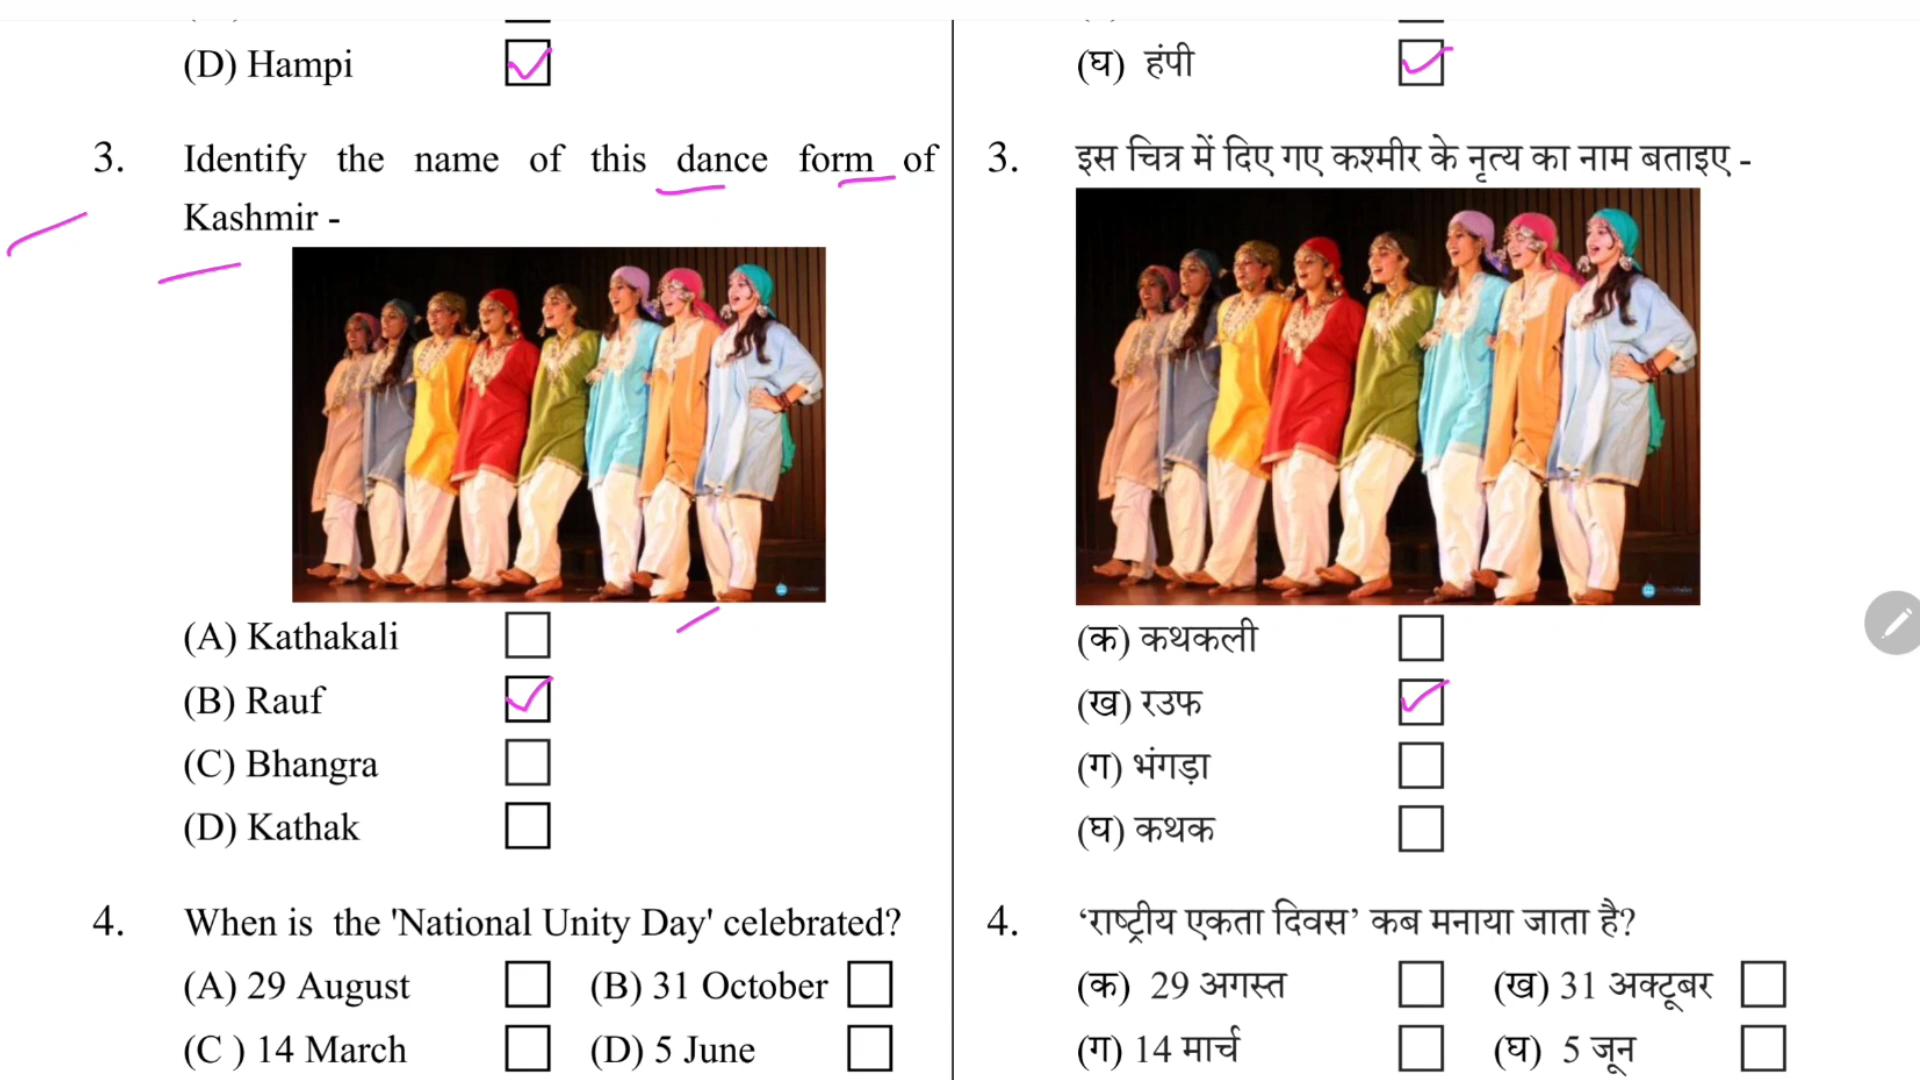 (D) Hampi
3. Identify the name of this dance form of
Kashmir -
(A) Kathakali
(B) Rauf
(C) Bhangra
(D) Kathak
4. When is the 'National Unity Day' celebrated?
(A) 29 August (B) 31 October
(C ) 14 March (D) 5 June
(घ) हंपी
3. इस चित्र में दिए गए कश्मीर के नृत्य का नाम बताइए -
(क) कथकली
(ख) रउफ
(ग) भंगड़ा
(घ) कथक
4. ‘राष्ट्रीय एकता दिवस’ कब मनाया जाता है?
(क) 29 अगस्त (ख) 31 अक्टूबर
(ग) 14 मार्च (घ) 5 जून